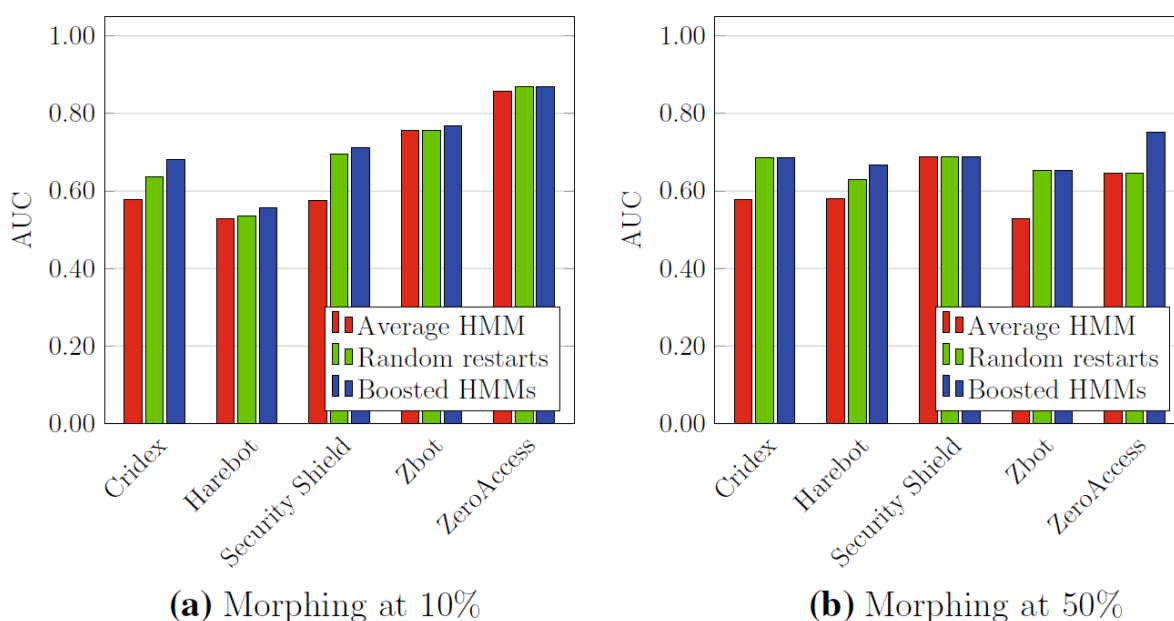 1.00
0.80
0.60
0.40
0.20
0.00
AUC
Average HMM
Random restarts
Boosted HMMs
Cridex
Harebot
Security Shield
Zbot
ZeroAccess
(a) Morphing at 10%
1.00
0.80
0.60
0.40
0.20
0.00
AUC
Average HMM
Random restarts
Boosted HMMs
Cridex
Harebot
Security Shield
Zbot
ZeroAccess
(b) Morphing at 50%